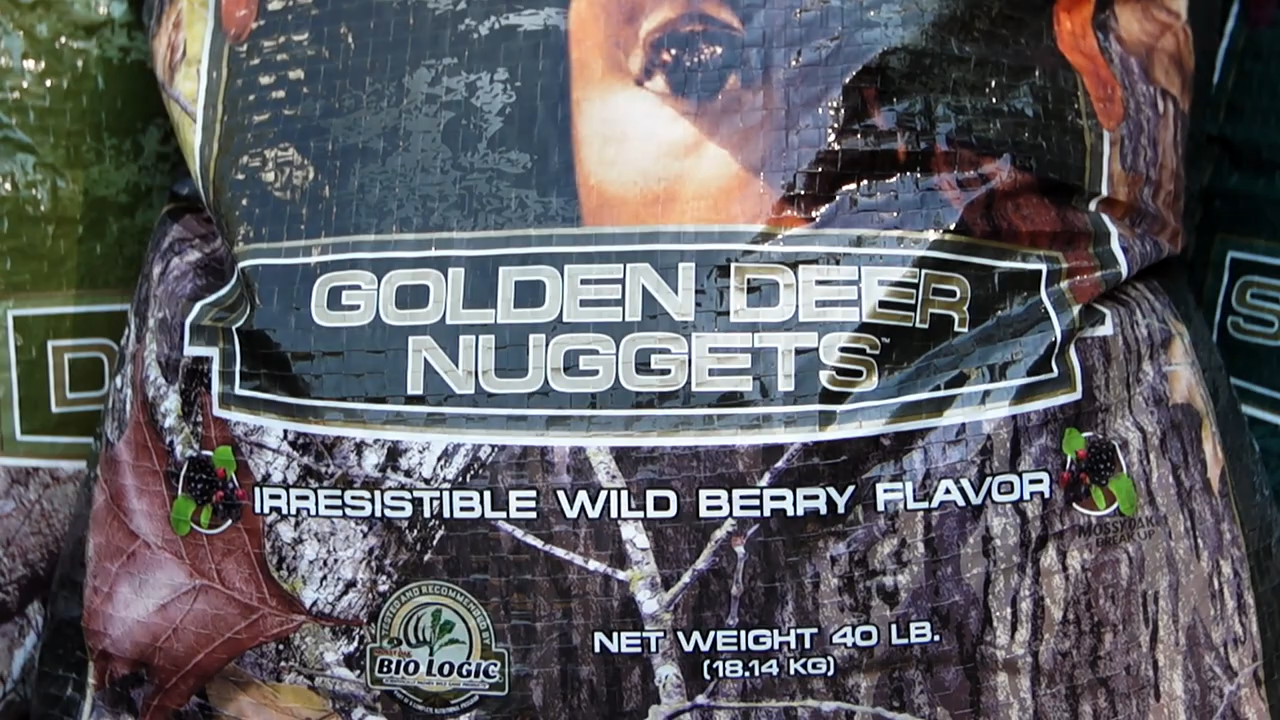 GOLDEN DEER
NUGGETS™
D
S
IRRESISTIBLE WILD BERRY FLAVOR
MOSSY OAK
BREAK UP
TESTED AND RECOMMENDED BY
BIO LOGIC
NET WEIGHT 40 LB.
(18.14 KG)